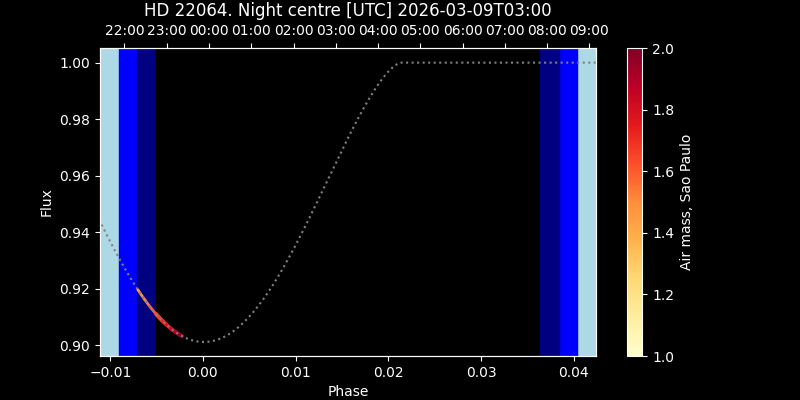 HD 22064. Night centre [UTC] 2026-03-09T03:00
22:00 23:00 00:00 01:00 02:00 03:00 04:00 05:00 06:00 07:00 08:00 09:00
1.00
0.98
0.96
0.94
0.92
0.90
Flux
−0.01 0.00 0.01 0.02 0.03 0.04
Phase
2.0
1.8
1.6
1.4
1.2
1.0
Air mass, Sao Paulo